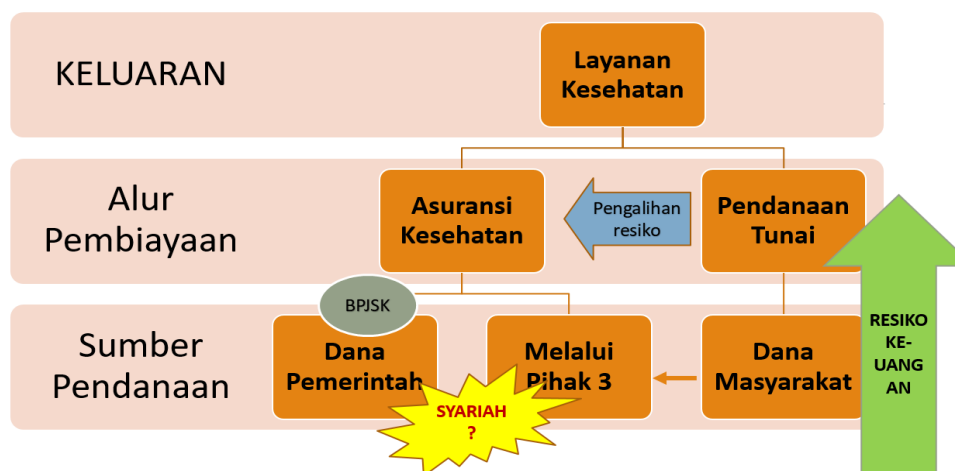 KELUARAN
Layanan
Kesehatan
Alur
Pembiayaan
Asuransi
Kesehatan
Pengalihan
resiko
Pendanaan
Tunai
Sumber
Pendanaan
BPJSK
Dana
Pemerintah
Melalui
Pihak 3
Dana
Masyarakat
SYARIAH
?
RESIKO
KE-
UANG
AN